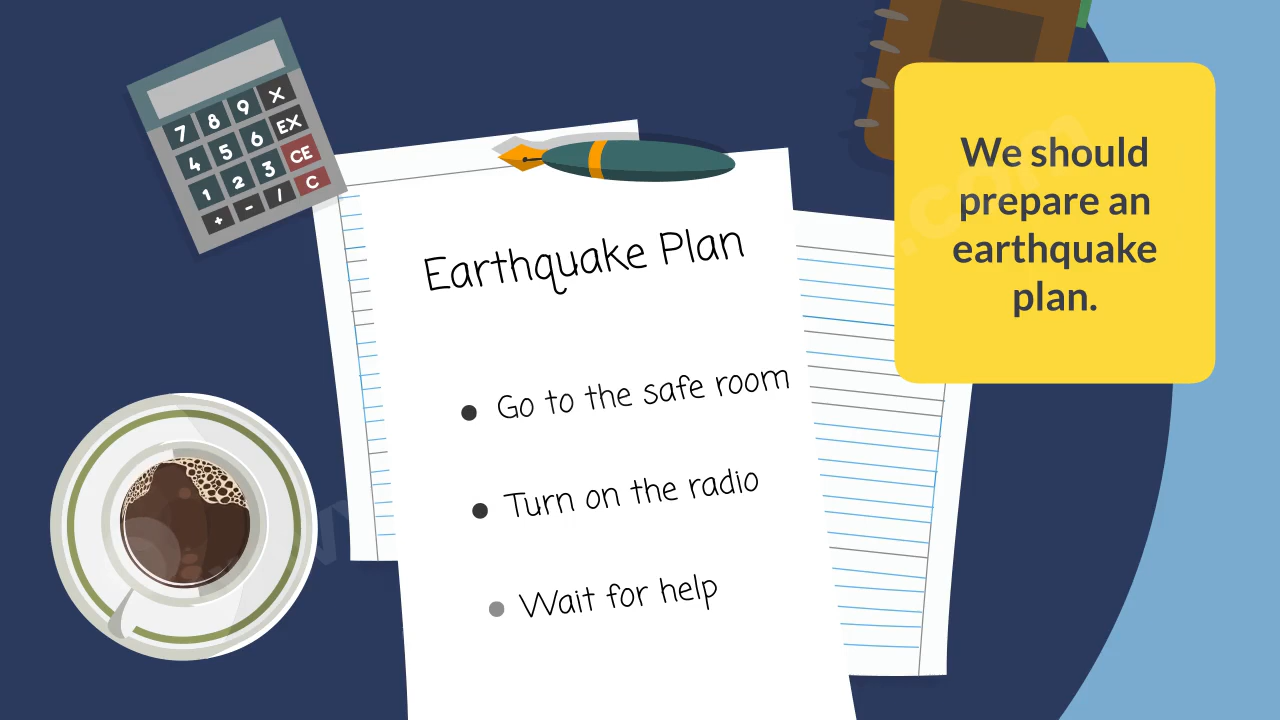 7 8 9 X
4 5 6 EX
1 2 3 CE
+ - / C
We should
prepare an
earthquake
plan.
Earthquake Plan
Go to the safe room
Turn on the radio
Wait for help